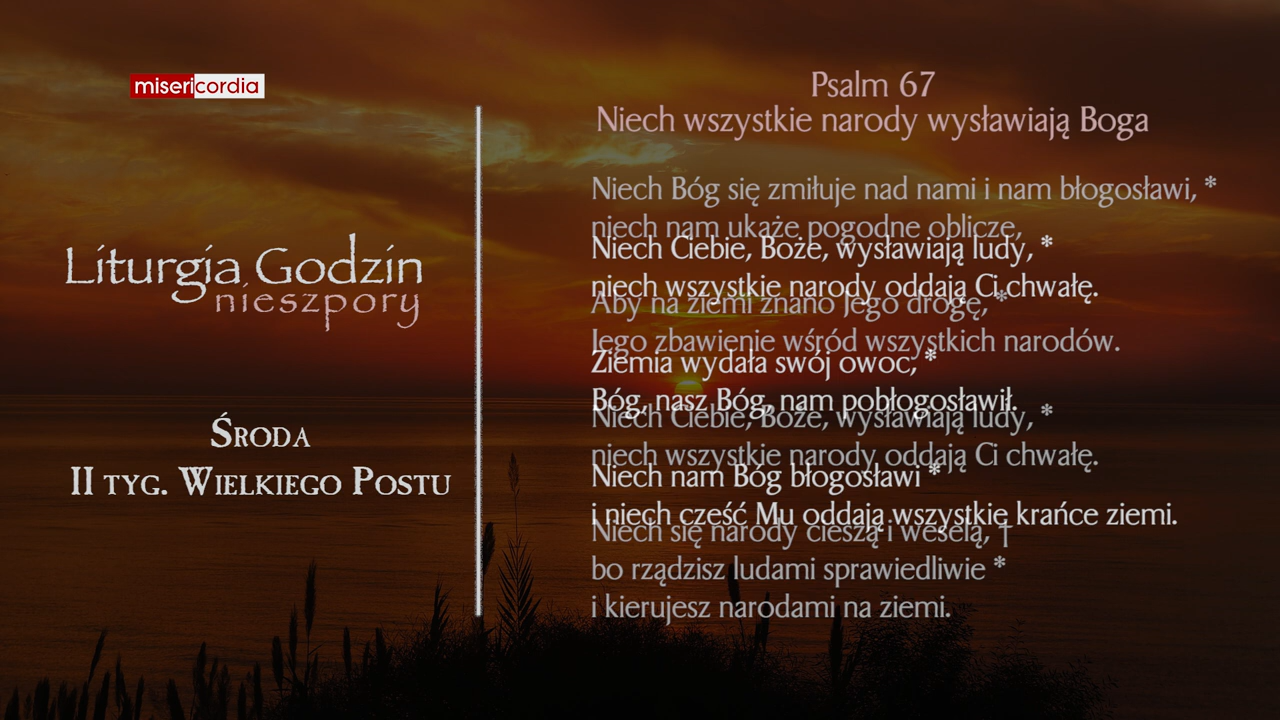 misericordia
Liturgia Godzin
nieszpory
Środa
II tyg. Wielkiego Postu
Psalm 67
Niech wszystkie narody wysławiają Boga
Niech Bóg się zmiłuje nad nami i nam błogosławi, *
niech nam ukaże pogodne oblicze,
Niech Ciebie, Boże, wysławiają ludy, *
niech wszystkie narody oddają Ci chwałę.
Aby na ziemi znano Jego drogę, *
Jego zbawienie wśród wszystkich narodów.
Ziemia wydała swój owoc, *
Bóg, nasz Bóg, nam pobłogosławił.
Niech Ciebie, Boże, wysławiają ludy, *
niech wszystkie narody oddają Ci chwałę.
Niech nam Bóg błogosławi *
i niech cześć Mu oddają wszystkie krańce ziemi.
Niech się narody cieszą i weselą, †
bo rządzisz ludami sprawiedliwie *
i kierujesz narodami na ziemi.